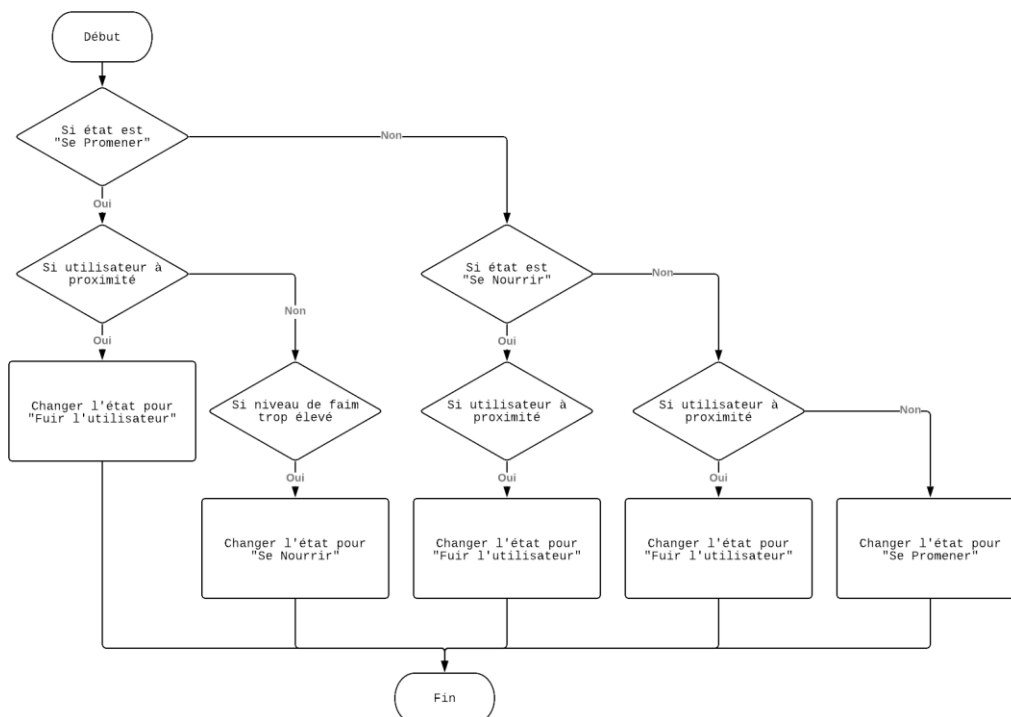 Début
Si état est
"Se Promener"
Non
Oui
Si utilisateur à
proximité
Non
Oui
Si état est
"Se Nourrir"
Non
Oui
Changer l'état pour
"Fuir l'utilisateur"
Si niveau de faim
trop élevé
Oui
Si utilisateur à
proximité
Oui
Si utilisateur à
proximité
Non
Oui
Changer l'état pour
"Se Nourrir"
Changer l'état pour
"Fuir l'utilisateur"
Changer l'état pour
"Fuir l'utilisateur"
Changer l'état pour
"Se Promener"
Fin